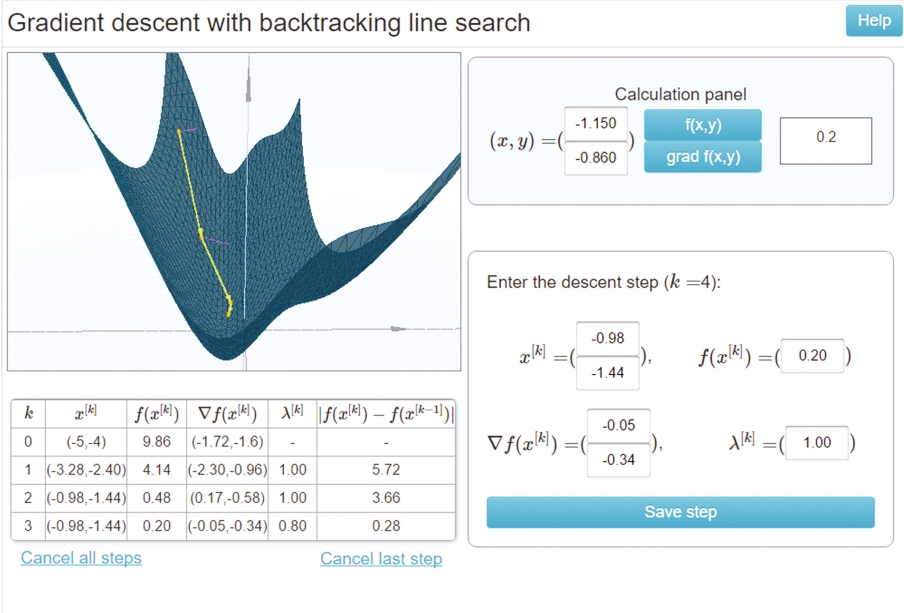 Gradient descent with backtracking line search
Help
Calculation panel
(x, y) =( -1.150 )
-0.860
f(x,y)
grad f(x,y)
0.2
Enter the descent step (k =4):
x^[k] =( -0.98 ),
-1.44
f(x^[k]) =( 0.20 )
∇f(x^[k]) =( -0.05 ),
-0.34
λ^[k] =( 1.00 )
Save step
k x^[k] f(x^[k]) ∇f(x^[k]) λ^[k] |f(x^[k]) − f(x^[k−1])|
0 (-5,-4) 9.86 (-1.72,-1.6) - -
1 (-3.28,-2.40) 4.14 (-2.30,-0.96) 1.00 5.72
2 (-0.98,-1.44) 0.48 (0.17,-0.58) 1.00 3.66
3 (-0.98,-1.44) 0.20 (-0.05,-0.34) 0.80 0.28
Cancel all steps
Cancel last step